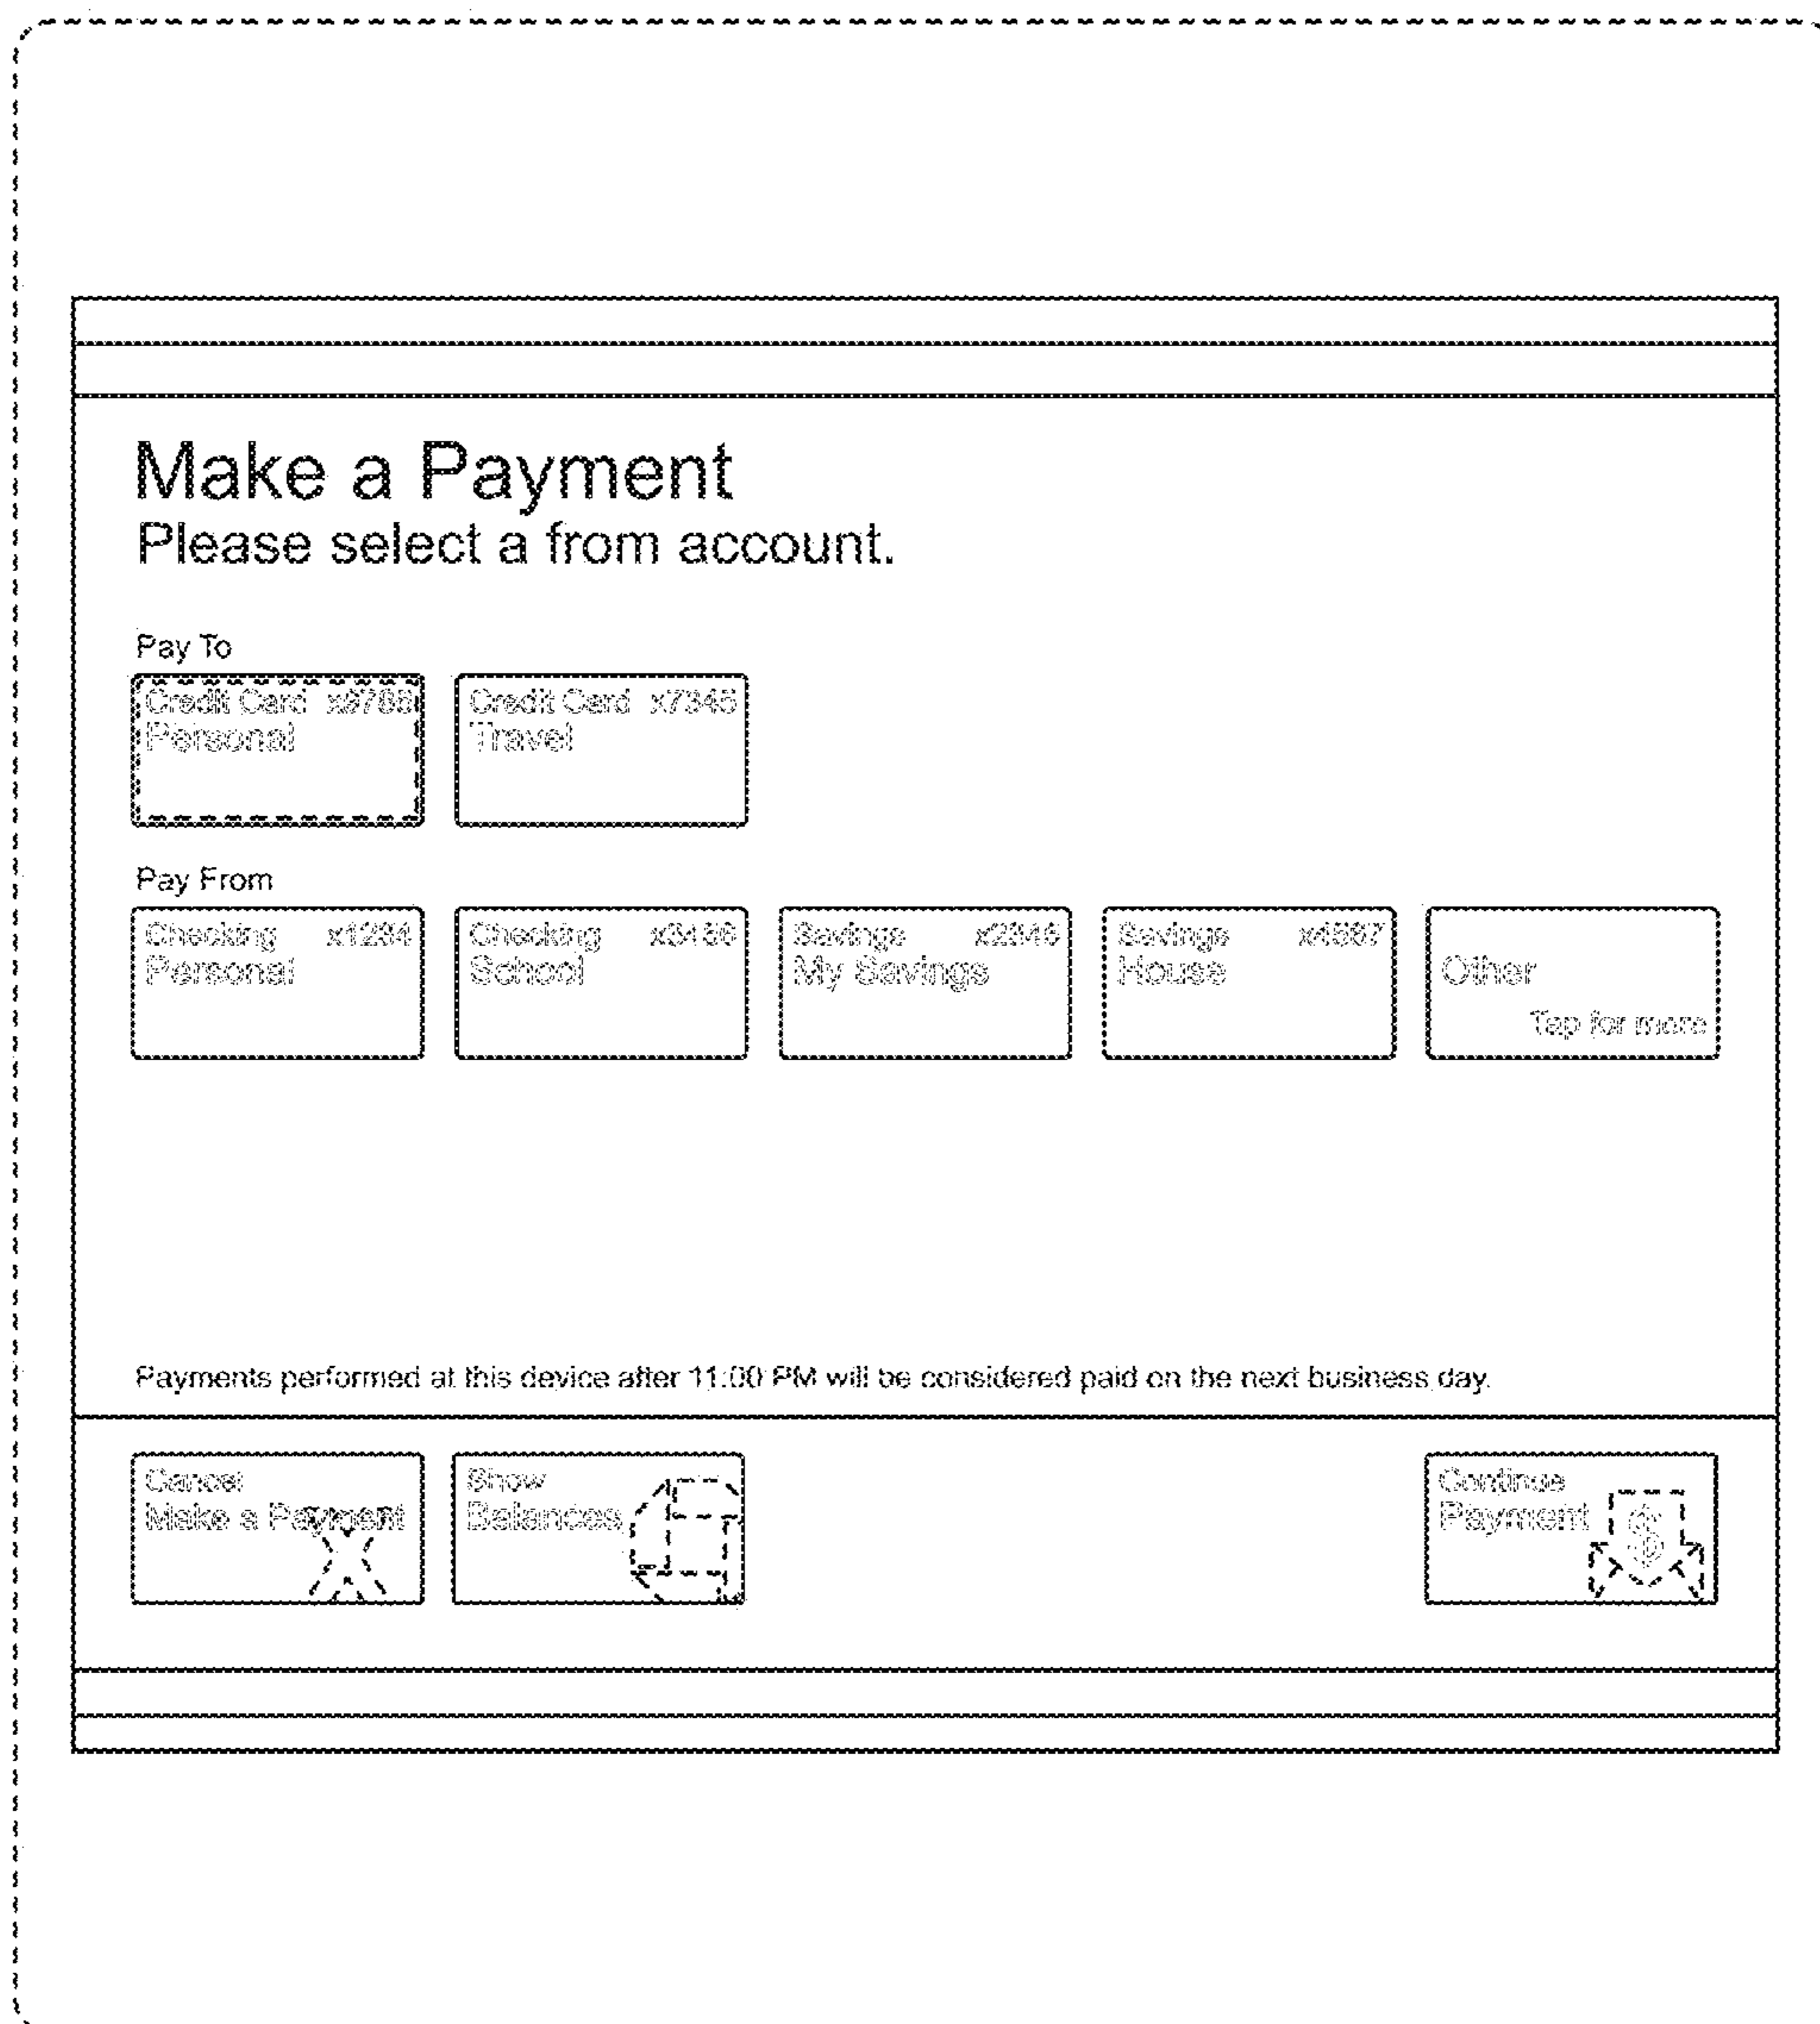 Make a Payment
Please select a from account.
Pay To
Credit Card Credit Card x7345
Personal Travel
Pay From
Checking x1234 Checking Savings Savings
Personal School My Savings House Other
Tap for more
Payments performed at this device after 11:00 PM will be considered paid on the next business day.
Cancel Show Continue
Make a Payment Balances Payment
$